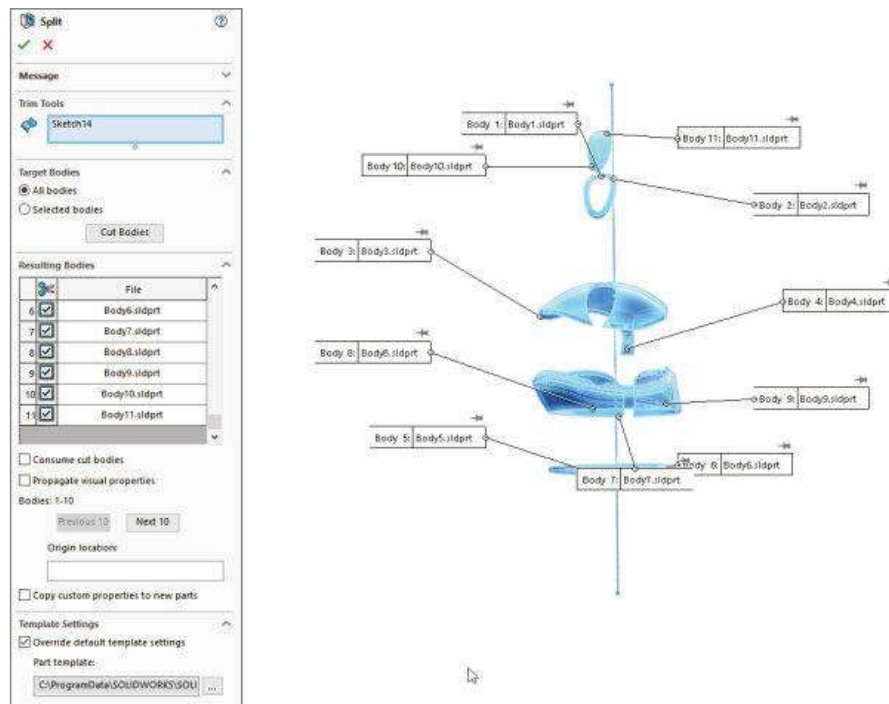 Split
Message
Trim Tools
Sketch14
Target Bodies
All bodies
Selected bodies
Cut Bodies
Resulting Bodies
File
6 Body6.sldprt
7 Body7.sldprt
8 Body8.sldprt
9 Body9.sldprt
10 Body10.sldprt
11 Body11.sldprt
Consume cut bodies
Propagate visual properties
Bodies: 1-10
Previous 10 Next 10
Origin location:
Copy custom properties to new parts
Template Settings
Override default template settings
Part template:
C:\ProgramData\SOLIDWORKS\SOLI ...
Body 1: Body1.sldprt
Body 11: Body11.sldprt
Body 10: Body10.sldprt
Body 2: Body2.sldprt
Body 3: Body3.sldprt
Body 4: Body4.sldprt
Body 8: Body8.sldprt
Body 9: Body9.sldprt
Body 5: Body5.sldprt
Body 6: Body6.sldprt
Body 7: Body7.sldprt